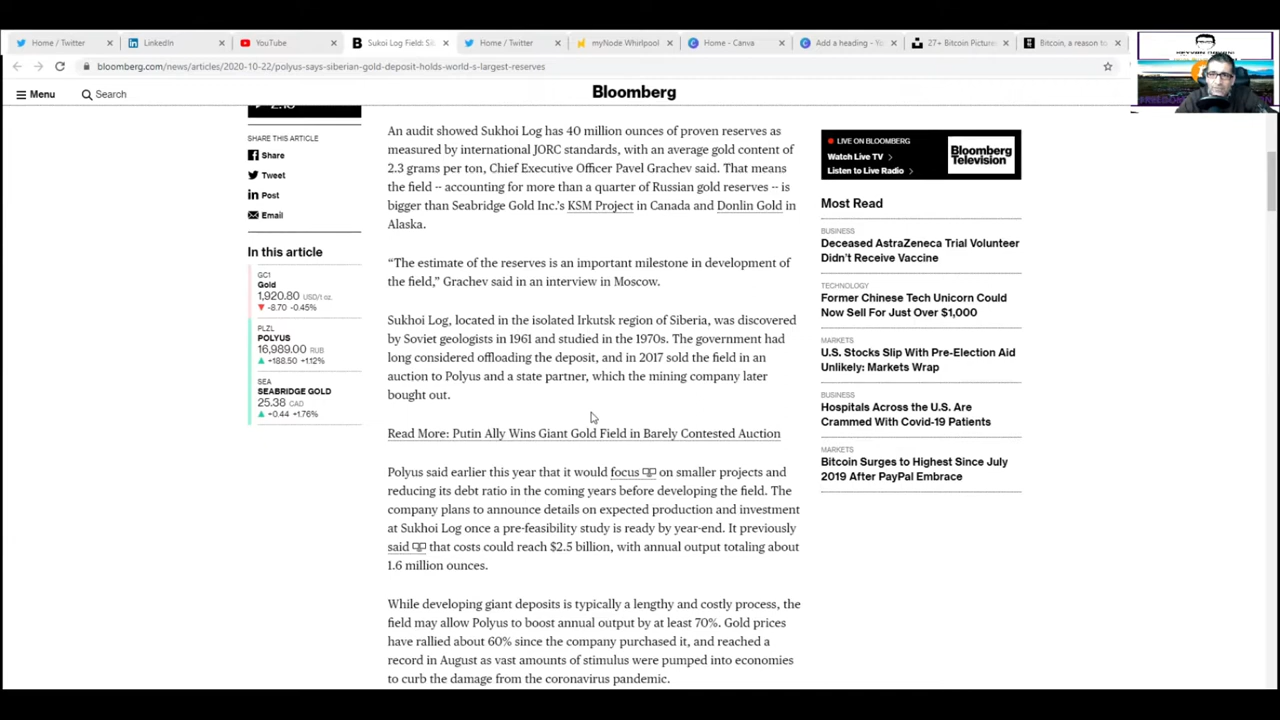 Home / Twitter
LinkedIn
YouTube
Sukoi Log Field: Si
Home / Twitter
myNode Whirlpool
Home - Canva
Add a heading - Yo
27+ Bitcoin Picture
Bitcoin, a reason to
bloomberg.com/news/articles/2020-10-22/polyus-says-siberian-gold-deposit-holds-world-s-largest-reserves
Menu
Search
Bloomberg
SHARE THIS ARTICLE
Share
Tweet
Post
Email
In this article
GC1
Gold
1,920.80 USD/t oz.
▼ -8.70 -0.45%
PLZL
POLYUS
16,989.00 RUB
▲ +188.50 +1.12%
SEA
SEABRIDGE GOLD
25.38 CAD
▲ +0.44 +1.76%
An audit showed Sukhoi Log has 40 million ounces of proven reserves as
measured by international JORC standards, with an average gold content of
2.3 grams per ton, Chief Executive Officer Pavel Grachev said. That means
the field -- accounting for more than a quarter of Russian gold reserves -- is
bigger than Seabridge Gold Inc.’s KSM Project in Canada and Donlin Gold in
Alaska.
“The estimate of the reserves is an important milestone in development of
the field,” Grachev said in an interview in Moscow.
Sukhoi Log, located in the isolated Irkutsk region of Siberia, was discovered
by Soviet geologists in 1961 and studied in the 1970s. The government had
long considered offloading the deposit, and in 2017 sold the field in an
auction to Polyus and a state partner, which the mining company later
bought out.
Read More: Putin Ally Wins Giant Gold Field in Barely Contested Auction
Polyus said earlier this year that it would focus on smaller projects and
reducing its debt ratio in the coming years before developing the field. The
company plans to announce details on expected production and investment
at Sukhoi Log once a pre-feasibility study is ready by year-end. It previously
said that costs could reach $2.5 billion, with annual output totaling about
1.6 million ounces.
While developing giant deposits is typically a lengthy and costly process, the
field may allow Polyus to boost annual output by at least 70%. Gold prices
have rallied about 60% since the company purchased it, and reached a
record in August as vast amounts of stimulus were pumped into economies
to curb the damage from the coronavirus pandemic.
LIVE ON BLOOMBERG
Watch Live TV
Listen to Live Radio
Bloomberg
Television
Most Read
BUSINESS
Deceased AstraZeneca Trial Volunteer
Didn’t Receive Vaccine
TECHNOLOGY
Former Chinese Tech Unicorn Could
Now Sell For Just Over $1,000
MARKETS
U.S. Stocks Slip With Pre-Election Aid
Unlikely: Markets Wrap
BUSINESS
Hospitals Across the U.S. Are
Crammed With Covid-19 Patients
MARKETS
Bitcoin Surges to Highest Since July
2019 After PayPal Embrace